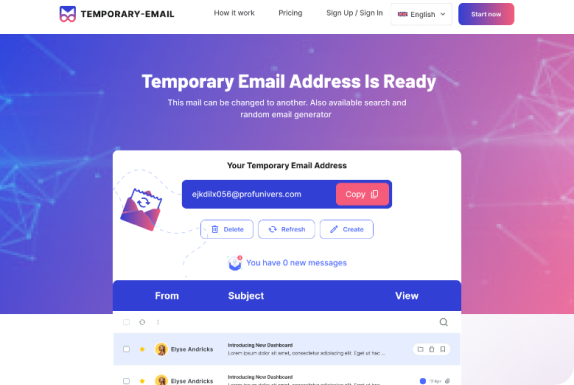 TEMPORARY-EMAIL
How it work Pricing Sign Up / Sign In English Start now
Temporary Email Address Is Ready
This mail can be changed to another. Also available search and
random email generator
Your Temporary Email Address
ejkdilx056@profunivers.com Copy
Delete Refresh Create
You have 0 new messages
From Subject View
Elyse Andricks
Introducing New Dashboard
Lorem ipsum dolor sit amet, consectetur adipiscing elit. Eget ut hac ...
Elyse Andricks
Introducing New Dashboard
Lorem ipsum dolor sit amet, consectetur adipiscing elit. Eget ut hac ...